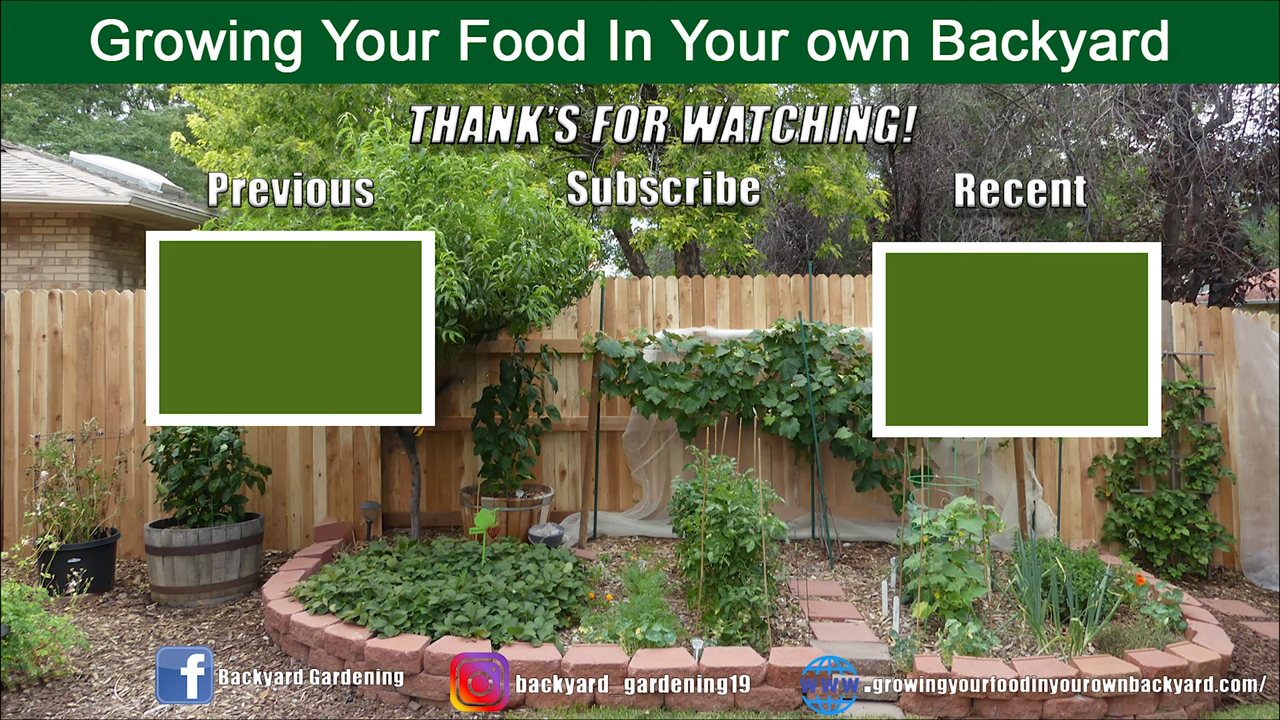 Growing Your Food In Your own Backyard
THANK'S FOR WATCHING!
Previous Subscribe Recent
Backyard Gardening
backyard gardening19
www.growingyourfoodinyourownbackyard.com/